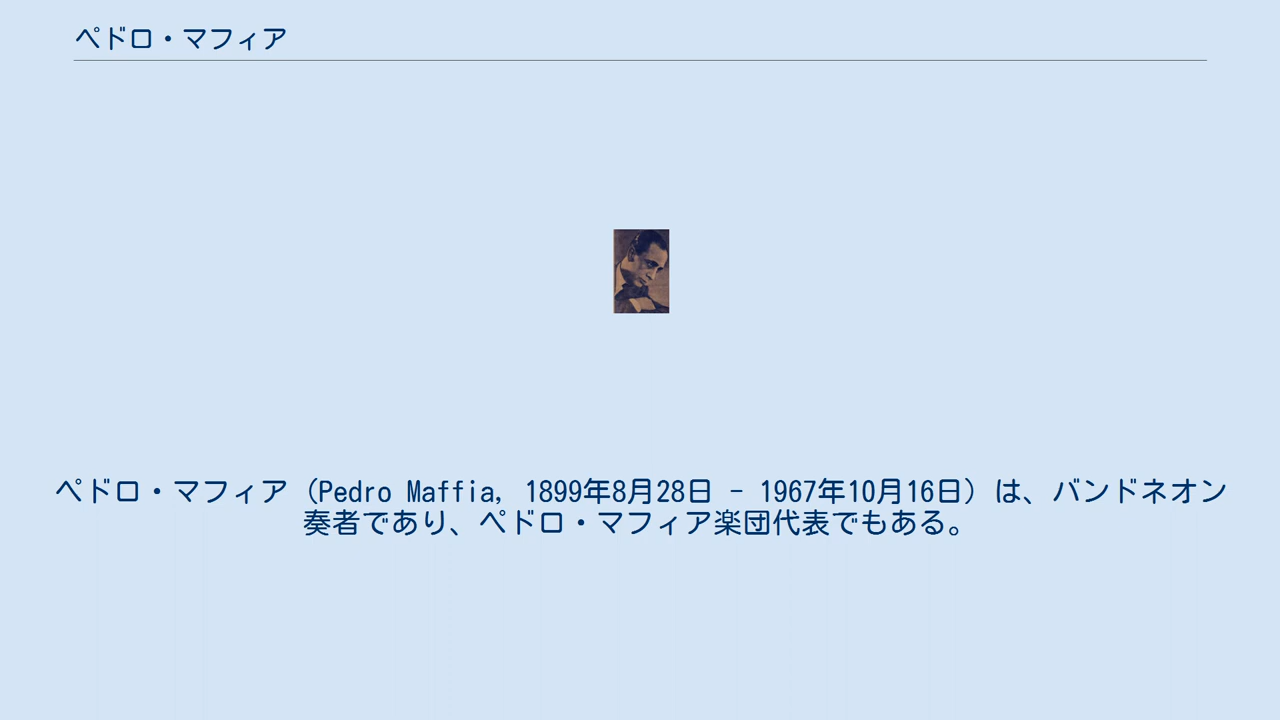 ペドロ・マフィア
ペドロ・マフィア（Pedro Maffia, 1899年8月28日 - 1967年10月16日）は、バンドネオン
奏者であり、ペドロ・マフィア楽団代表でもある。